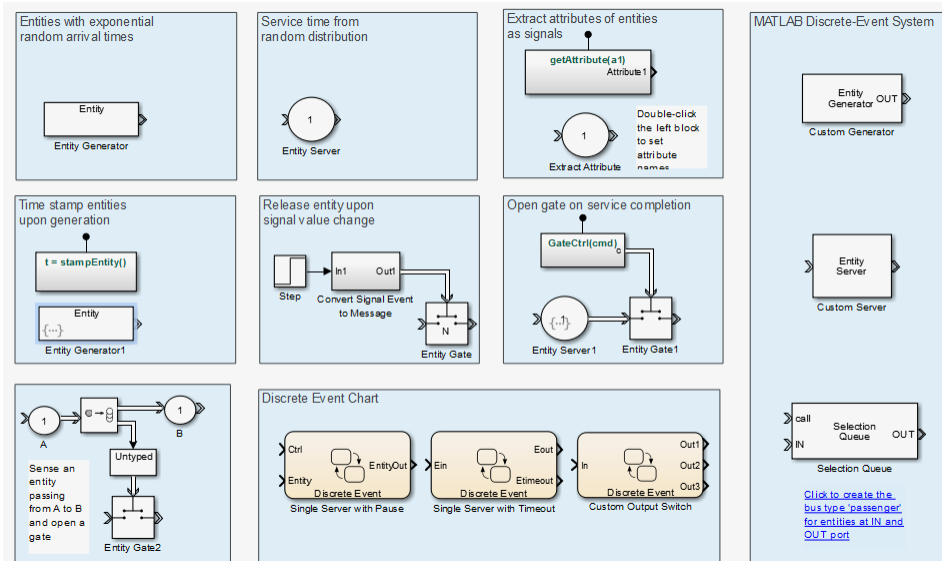 Entities with exponential
random arrival times
Entity
Entity Generator
Service time from
random distribution
1
Entity Server
Extract attributes of entities
as signals
getAttribute(a1)
Attribute1
1
Extract Attribute
Double-click
the left block
to set
attribute
names
MATLAB Discrete-Event System
Entity
Generator
OUT
Custom Generator
Time stamp entities
upon generation
t = stampEntity()
Entity
{...}
Entity Generator1
Release entity upon
signal value change
Step
In1
Out1
Convert Signal Event
to Message
N
Entity Gate
Open gate on service completion
GateCtrl(cmd)
c
{...}
1
Entity Server1
Entity Gate1
Entity
Server
Custom Server
1
A
1
B
Sense an
entity
passing
from A to B
and open a
gate
Untyped
Entity Gate2
Discrete Event Chart
Ctrl
Entity
EntityOut
Discrete Event
Single Server with Pause
Ein
Eout
Etimeout
Discrete Event
Single Server with Timeout
In
Out1
Out2
Out3
Discrete Event
Custom Output Switch
call
IN
Selection
Queue
OUT
Selection Queue
Click to create the
bus type 'passenger'
for entities at IN and
OUT port